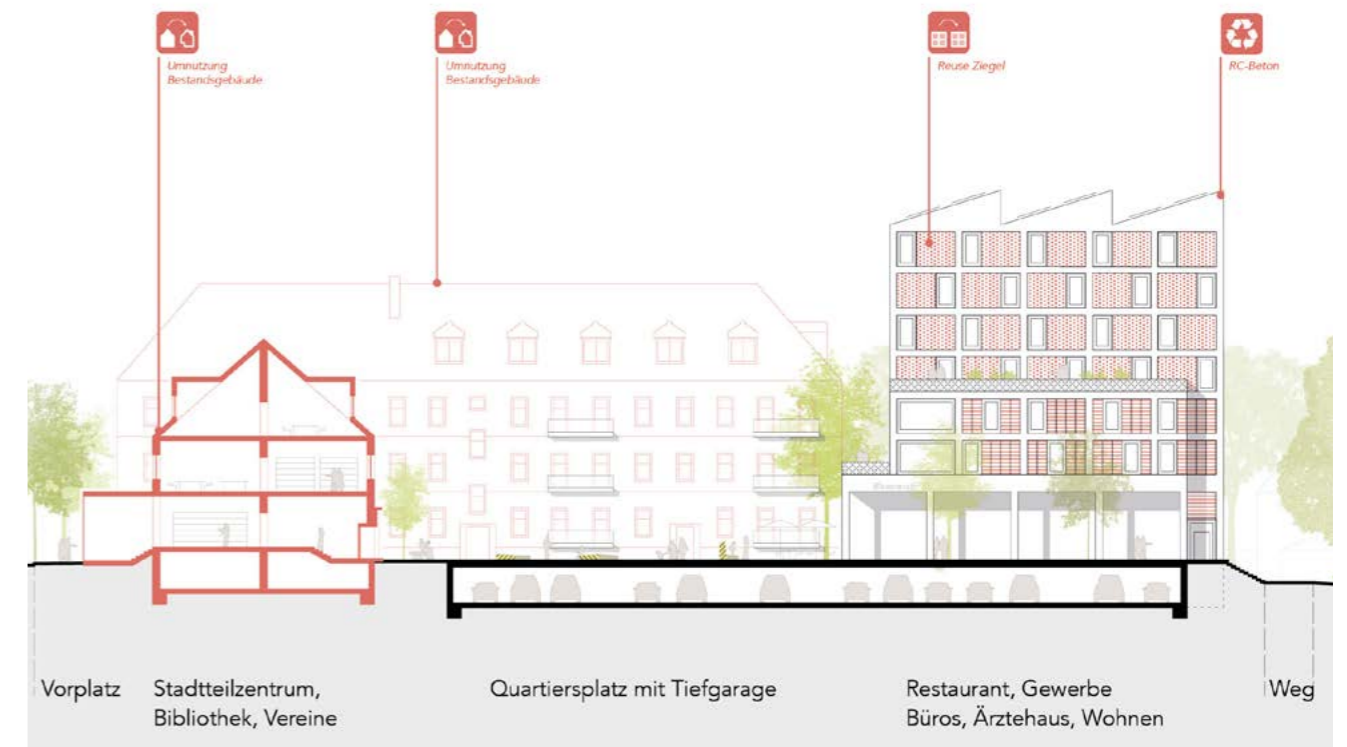 Umnutzung
Bestandsgebäude
Umnutzung
Bestandsgebäude
Reuse Ziegel
RC-Beton
Vorplatz
Stadtteilzentrum,
Bibliothek, Vereine
Quartiersplatz mit Tiefgarage
Restaurant, Gewerbe
Büros, Ärztehaus, Wohnen
Weg